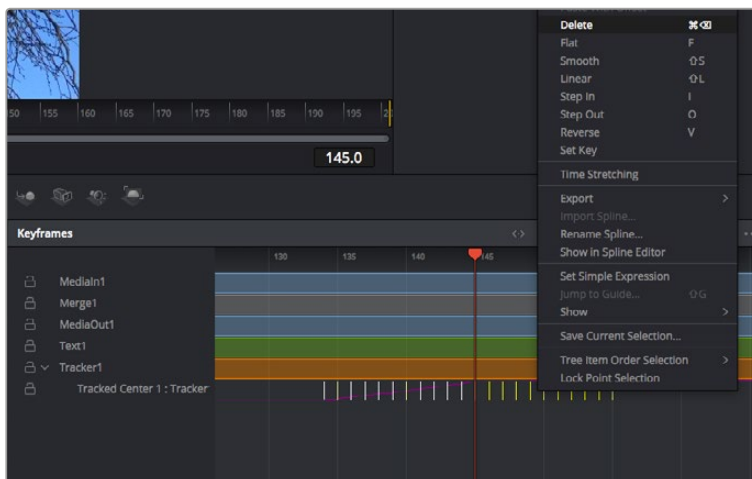 Delete ⌘⌫
Flat F
Smooth ⇧S
Linear ⇧L
Step In I
Step Out O
Reverse V
Set Key
Time Stretching
Export >
Import Spline...
Rename Spline...
Show in Spline Editor
Set Simple Expression
Jump to Guide... ⇧G
Show >
Save Current Selection...
Tree Item Order Selection >
Lock Point Selection
50 155 160 165 170 175 180 185 190 195
145.0
Keyframes
130 135 140 145
MediaIn1
Merge1
MediaOut1
Text1
Tracker1
Tracked Center 1 : Tracker